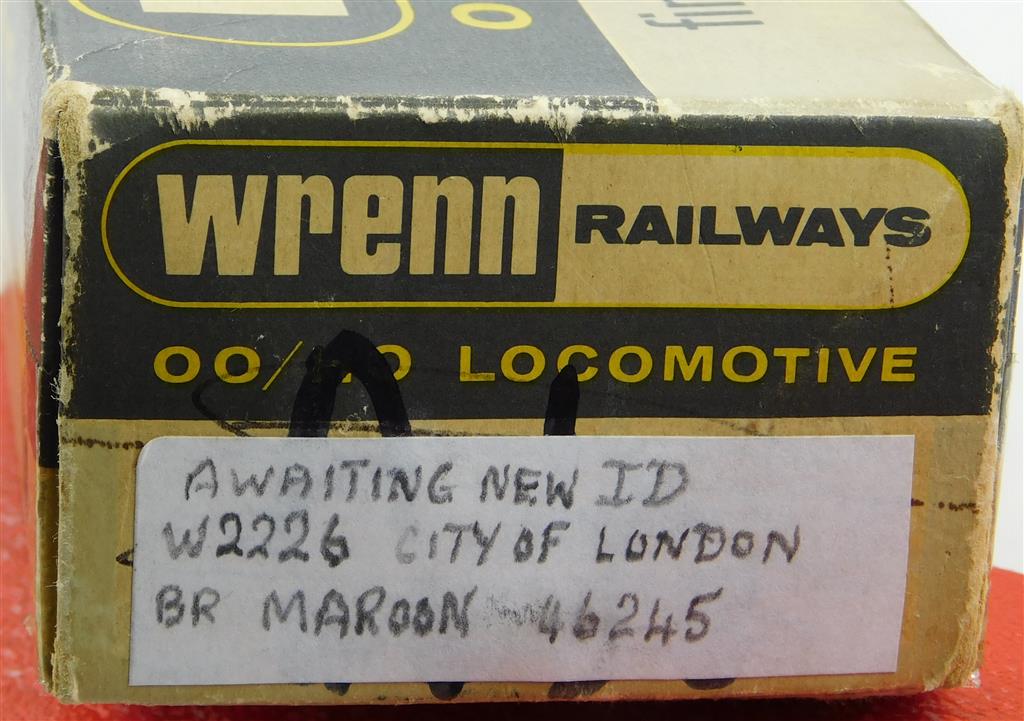 wrenn RAILWAYS
OO/HO LOCOMOTIVE
AWAITING NEW ID
W2226 CITY OF LONDON
BR MAROON 46245